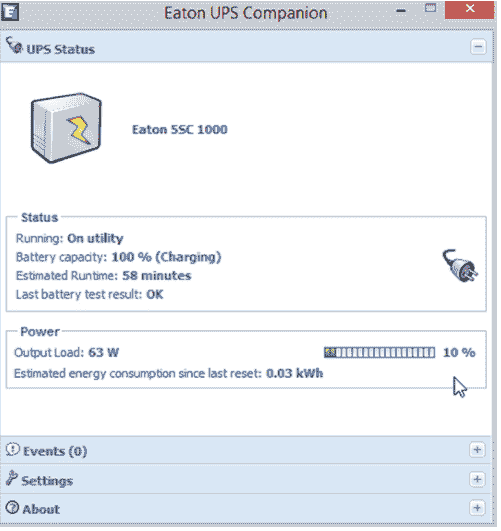 Eaton UPS Companion
UPS Status
Eaton 5SC 1000
Status
Running: On utility
Battery capacity: 100 % (Charging)
Estimated Runtime: 58 minutes
Last battery test result: OK
Power
Output Load: 63 W 10 %
Estimated energy consumption since last reset: 0.03 kWh
Events (0)
Settings
About